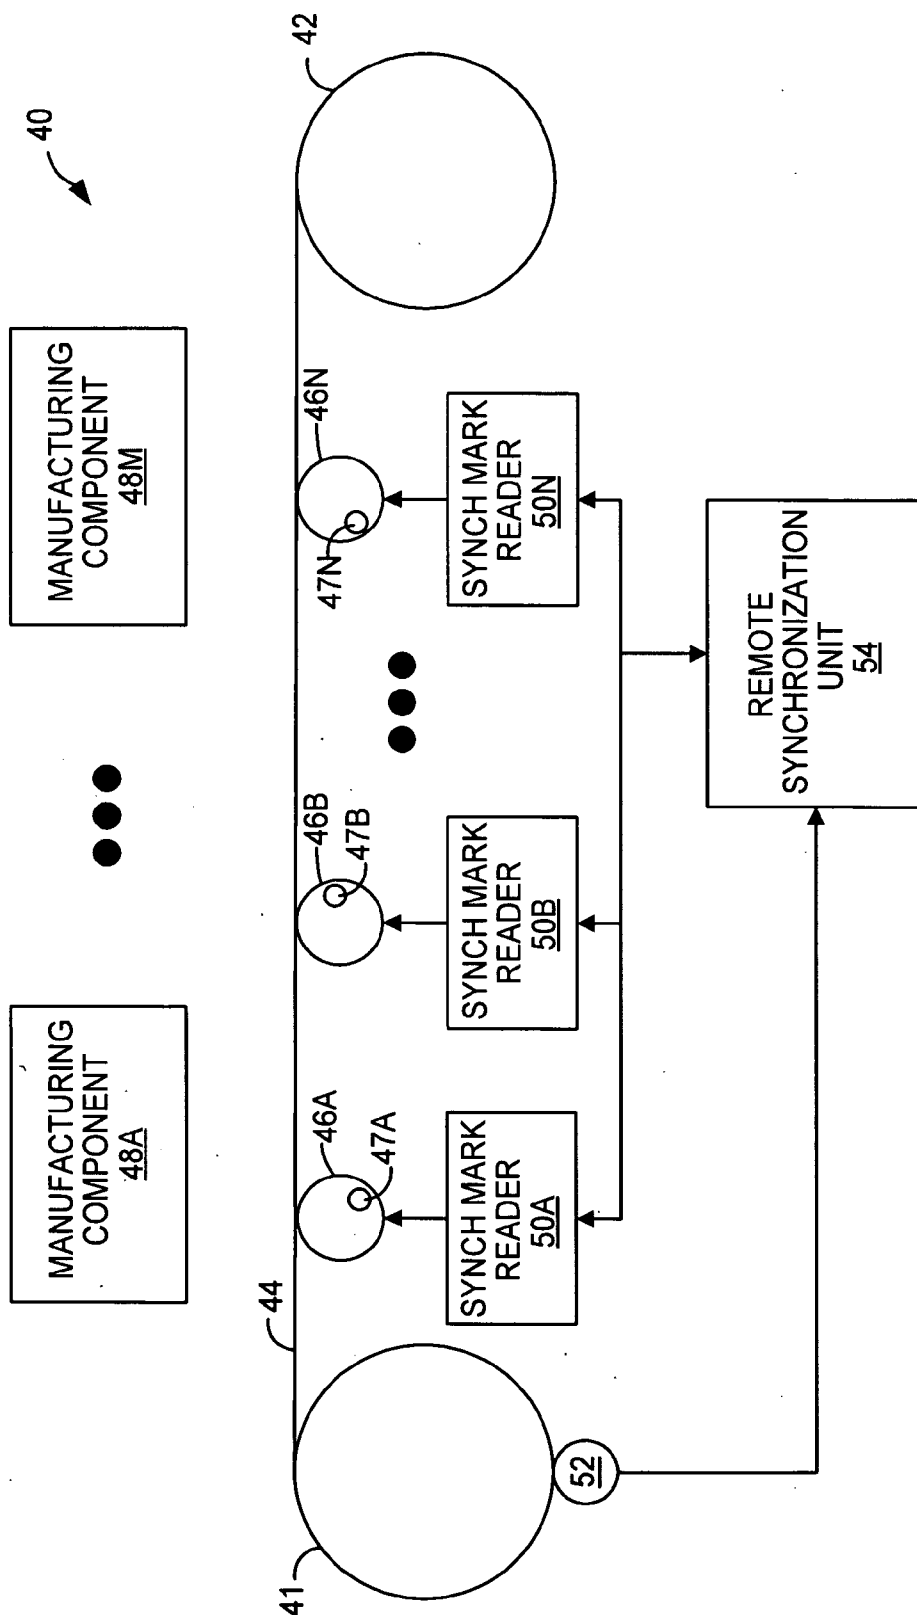 40
MANUFACTURING
COMPONENT
48A
MANUFACTURING
COMPONENT
48M
41
44
46A
47A
46B
47B
46N
47N
42
SYNCH MARK
READER
50A
SYNCH MARK
READER
50B
SYNCH MARK
READER
50N
52
REMOTE
SYNCHRONIZATION
UNIT
54